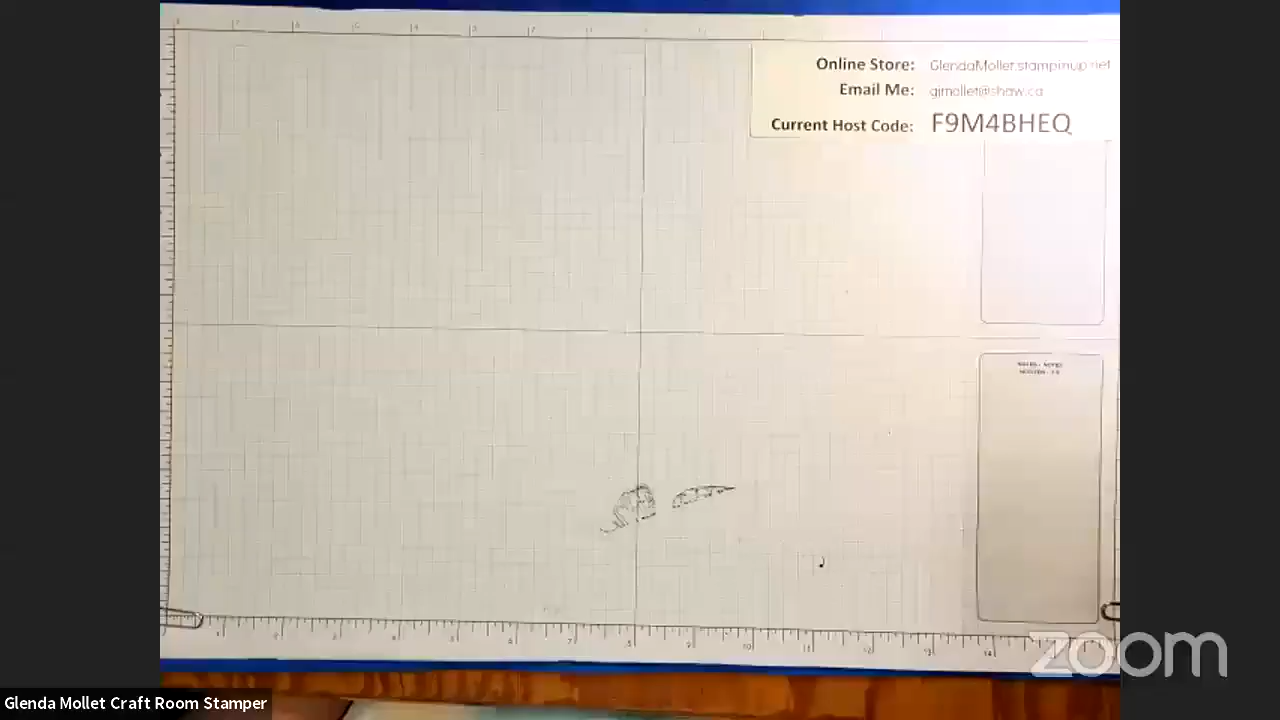 Online Store: GlendaMollet.stampinup.net
Email Me: gjmollet@shaw.ca
Current Host Code: F9M4BHEQ
zoom
Glenda Mollet Craft Room Stamper